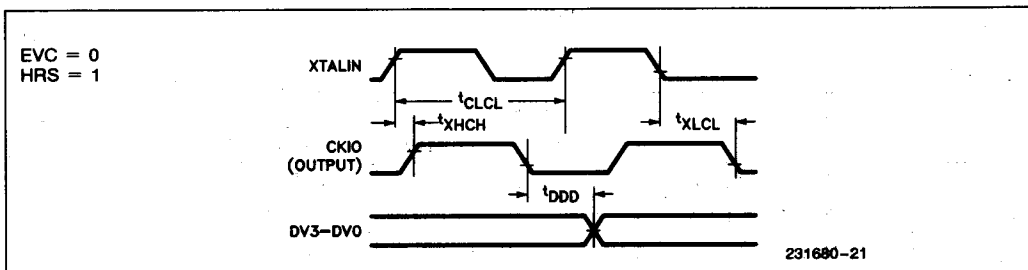 EVC = 0
HRS = 1
XTALIN
tCLCL
tXHCH
tXLCL
CKIO
(OUTPUT)
tDDD
DV3–DV0
231680–21